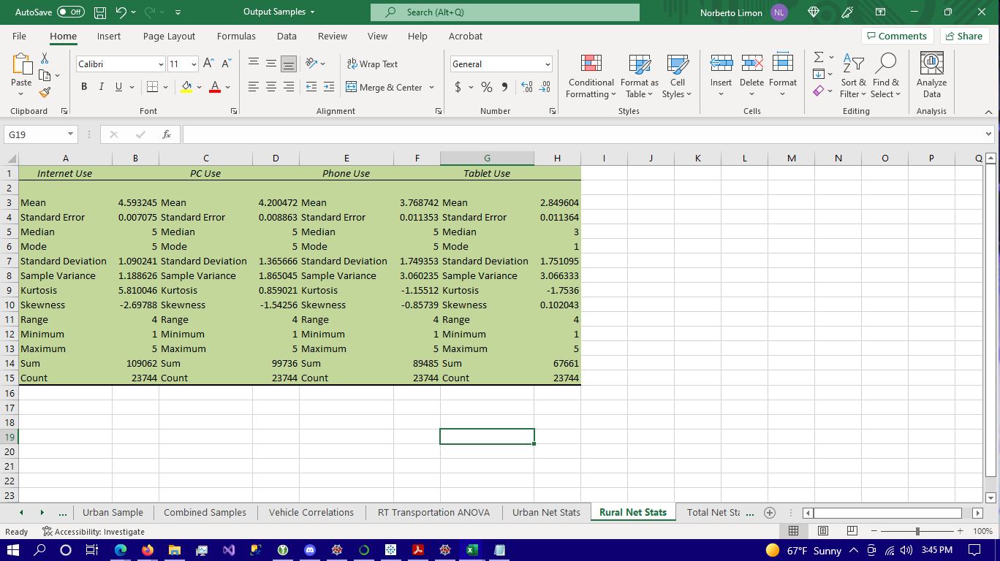 AutoSave Off Output Samples Search (Alt+Q) Norberto Limon NL
File Home Insert Page Layout Formulas Data Review View Help Acrobat Comments Share
Calibri 11 Wrap Text General
Paste B I U Merge & Center $ % Conditional Formatting Format as Table Cell Styles Insert Delete Format Sort & Filter Find & Select Analyze Data
Clipboard Font Alignment Number Styles Cells Editing Analysis
G19 fx
A B C D E F G H I J K L M N O P Q
1 Internet Use PC Use Phone Use Tablet Use
2
3 Mean 4.593245 Mean 4.200472 Mean 3.768742 Mean 2.849604
4 Standard Error 0.007075 Standard Error 0.008863 Standard Error 0.011353 Standard Error 0.011364
5 Median 5 Median 5 Median 5 Median 3
6 Mode 5 Mode 5 Mode 5 Mode 1
7 Standard Deviation 1.090241 Standard Deviation 1.365666 Standard Deviation 1.749353 Standard Deviation 1.751095
8 Sample Variance 1.188626 Sample Variance 1.865045 Sample Variance 3.060235 Sample Variance 3.066333
9 Kurtosis 5.810046 Kurtosis 0.859021 Kurtosis -1.15512 Kurtosis -1.7536
10 Skewness -2.69788 Skewness -1.54256 Skewness -0.85739 Skewness 0.102043
11 Range 4 Range 4 Range 4 Range 4
12 Minimum 1 Minimum 1 Minimum 1 Minimum 1
13 Maximum 5 Maximum 5 Maximum 5 Maximum 5
14 Sum 109062 Sum 99736 Sum 89485 Sum 67661
15 Count 23744 Count 23744 Count 23744 Count 23744
16
17
18
19
20
21
22
23
... Urban Sample Combined Samples Vehicle Correlations RT Transportation ANOVA Urban Net Stats Rural Net Stats Total Net Sta ...
Ready Accessibility: Investigate 100%
67°F Sunny 3:45 PM